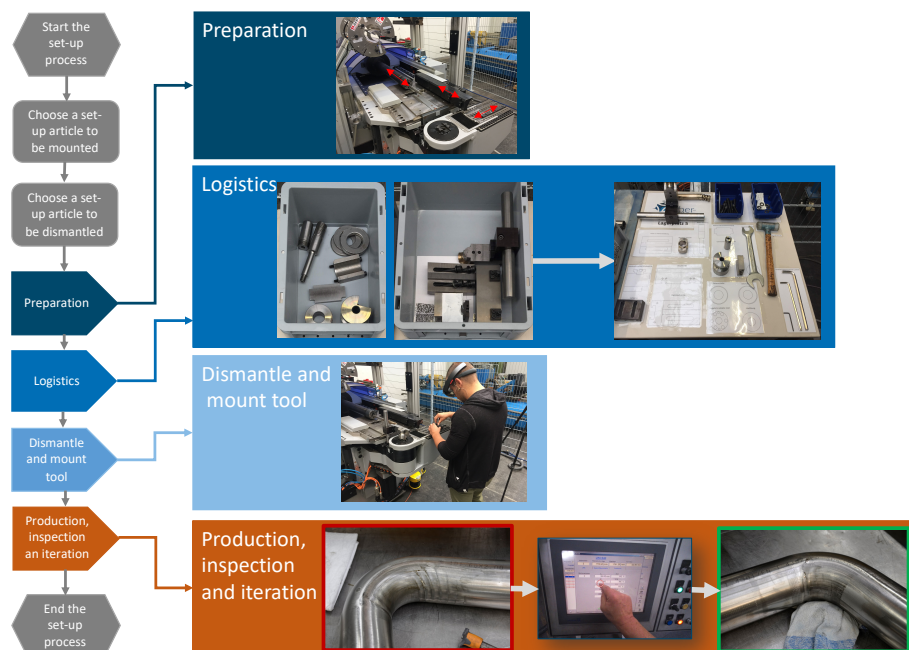 Start the
set-up
process
Choose a set-
up article to
be mounted
Choose a set-
up article to
be dismantled
Preparation
Logistics
Dismantle
and mount
tool
Production,
inspection
an iteration
End the
set-up
process
Preparation
Logistics
Dismantle and
mount tool
Production,
inspection
and iteration